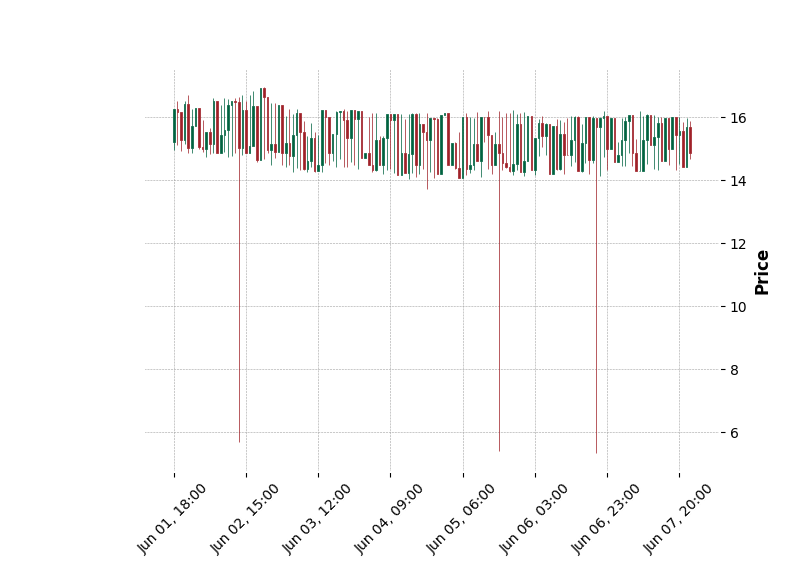 16
14
12
10
8
6
Price
Jun 01, 18:00
Jun 02, 15:00
Jun 03, 12:00
Jun 04, 09:00
Jun 05, 06:00
Jun 06, 03:00
Jun 06, 23:00
Jun 07, 20:00